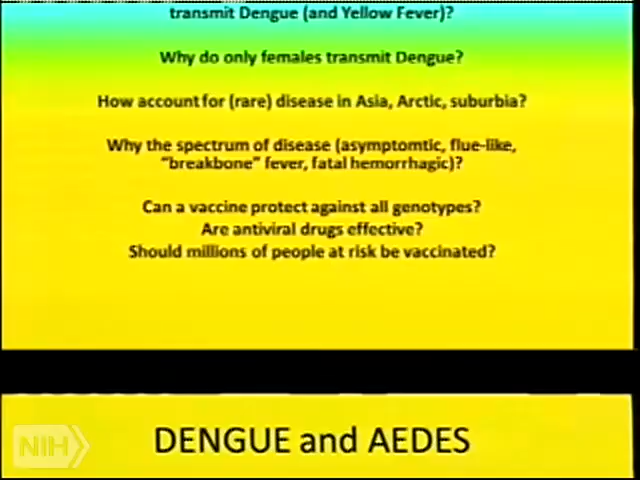 transmit Dengue (and Yellow Fever)?
Why do only females transmit Dengue?
How account for (rare) disease in Asia, Arctic, suburbia?
Why the spectrum of disease (asymptomtic, flue-like,
"breakbone" fever, fatal hemorrhagic)?
Can a vaccine protect against all genotypes?
Are antiviral drugs effective?
Should millions of people at risk be vaccinated?
DENGUE and AEDES
NIH